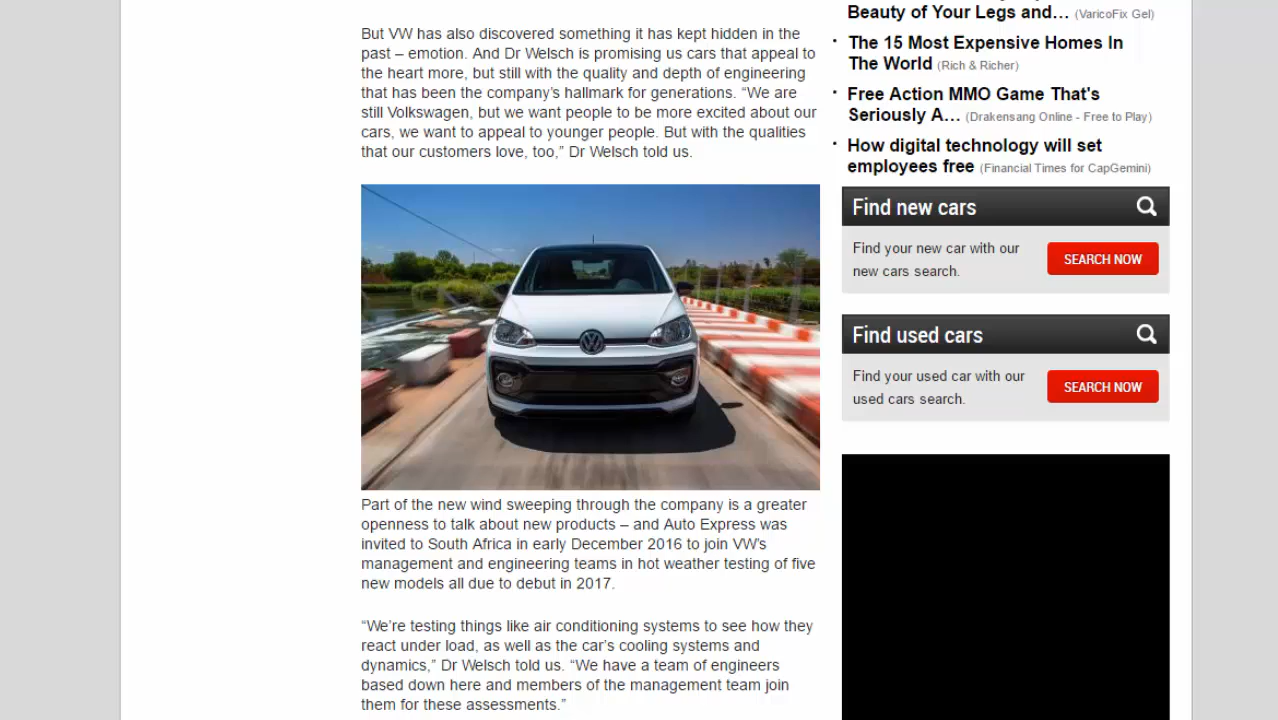 But VW has also discovered something it has kept hidden in the
past – emotion. And Dr Welsch is promising us cars that appeal to
the heart more, but still with the quality and depth of engineering
that has been the company's hallmark for generations. “We are
still Volkswagen, but we want people to be more excited about our
cars, we want to appeal to younger people. But with the qualities
that our customers love, too,” Dr Welsch told us.
Part of the new wind sweeping through the company is a greater
openness to talk about new products – and Auto Express was
invited to South Africa in early December 2016 to join VW's
management and engineering teams in hot weather testing of five
new models all due to debut in 2017.
“We're testing things like air conditioning systems to see how they
react under load, as well as the car's cooling systems and
dynamics,” Dr Welsch told us. “We have a team of engineers
based down here and members of the management team join
them for these assessments.”
Beauty of Your Legs and… (VaricoFix Gel)
The 15 Most Expensive Homes In
The World (Rich & Richer)
Free Action MMO Game That's
Seriously A… (Drakensang Online - Free to Play)
How digital technology will set
employees free (Financial Times for CapGemini)
Find new cars
Find your new car with our
new cars search.
SEARCH NOW
Find used cars
Find your used car with our
used cars search.
SEARCH NOW